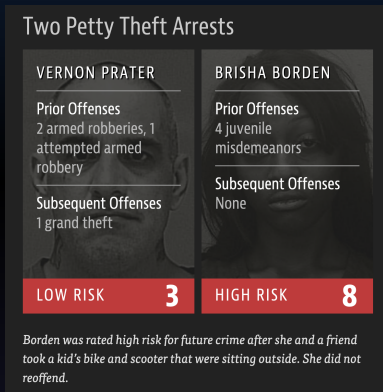 Two Petty Theft Arrests
VERNON PRATER
Prior Offenses
2 armed robberies, 1
attempted armed
robbery
Subsequent Offenses
1 grand theft
LOW RISK 3
BRISHA BORDEN
Prior Offenses
4 juvenile
misdemeanors
Subsequent Offenses
None
HIGH RISK 8
Borden was rated high risk for future crime after she and a friend
took a kid's bike and scooter that were sitting outside. She did not
reoffend.